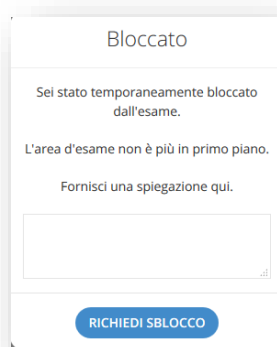 Bloccato
Sei stato temporaneamente bloccato
dall'esame.
L'area d'esame non è più in primo piano.
Fornisci una spiegazione qui.
RICHIEDI SBLOCCO